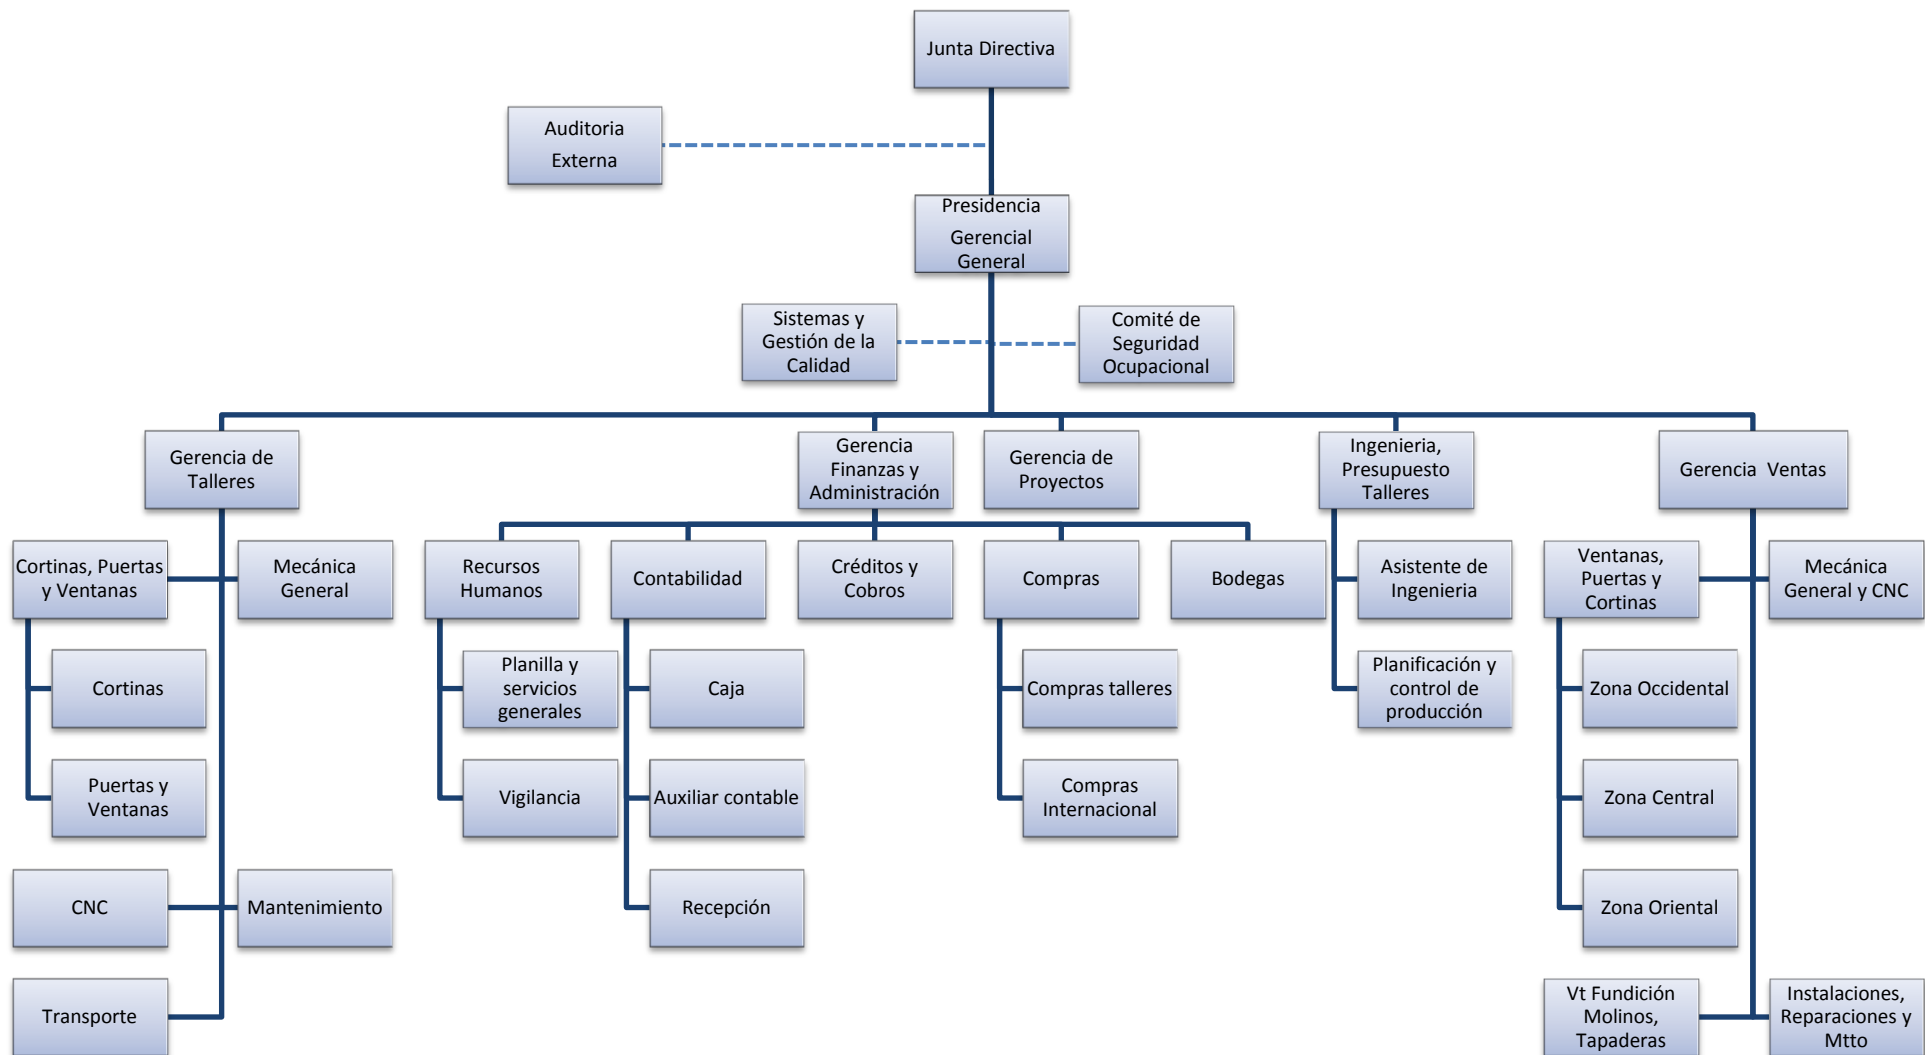 Junta Directiva
Auditoria
Externa
Presidencia
Gerencial
General
Sistemas y
Gestión de la
Calidad
Comité de
Seguridad
Ocupacional
Gerencia de
Talleres
Gerencia
Finanzas y
Administración
Gerencia de
Proyectos
Ingenieria,
Presupuesto
Talleres
Gerencia  Ventas
Cortinas, Puertas
y Ventanas
Mecánica
General
Recursos
Humanos
Contabilidad
Créditos y
Cobros
Compras
Bodegas
Asistente de
Ingenieria
Ventanas,
Puertas y
Cortinas
Mecánica
General y CNC
Cortinas
Planilla y
servicios
generales
Caja
Compras talleres
Planificación y
control de
producción
Zona Occidental
Puertas y
Ventanas
Vigilancia
Auxiliar contable
Compras
Internacional
Zona Central
CNC
Mantenimiento
Recepción
Zona Oriental
Transporte
Vt Fundición
Molinos,
Tapaderas
Instalaciones,
Reparaciones y
Mtto